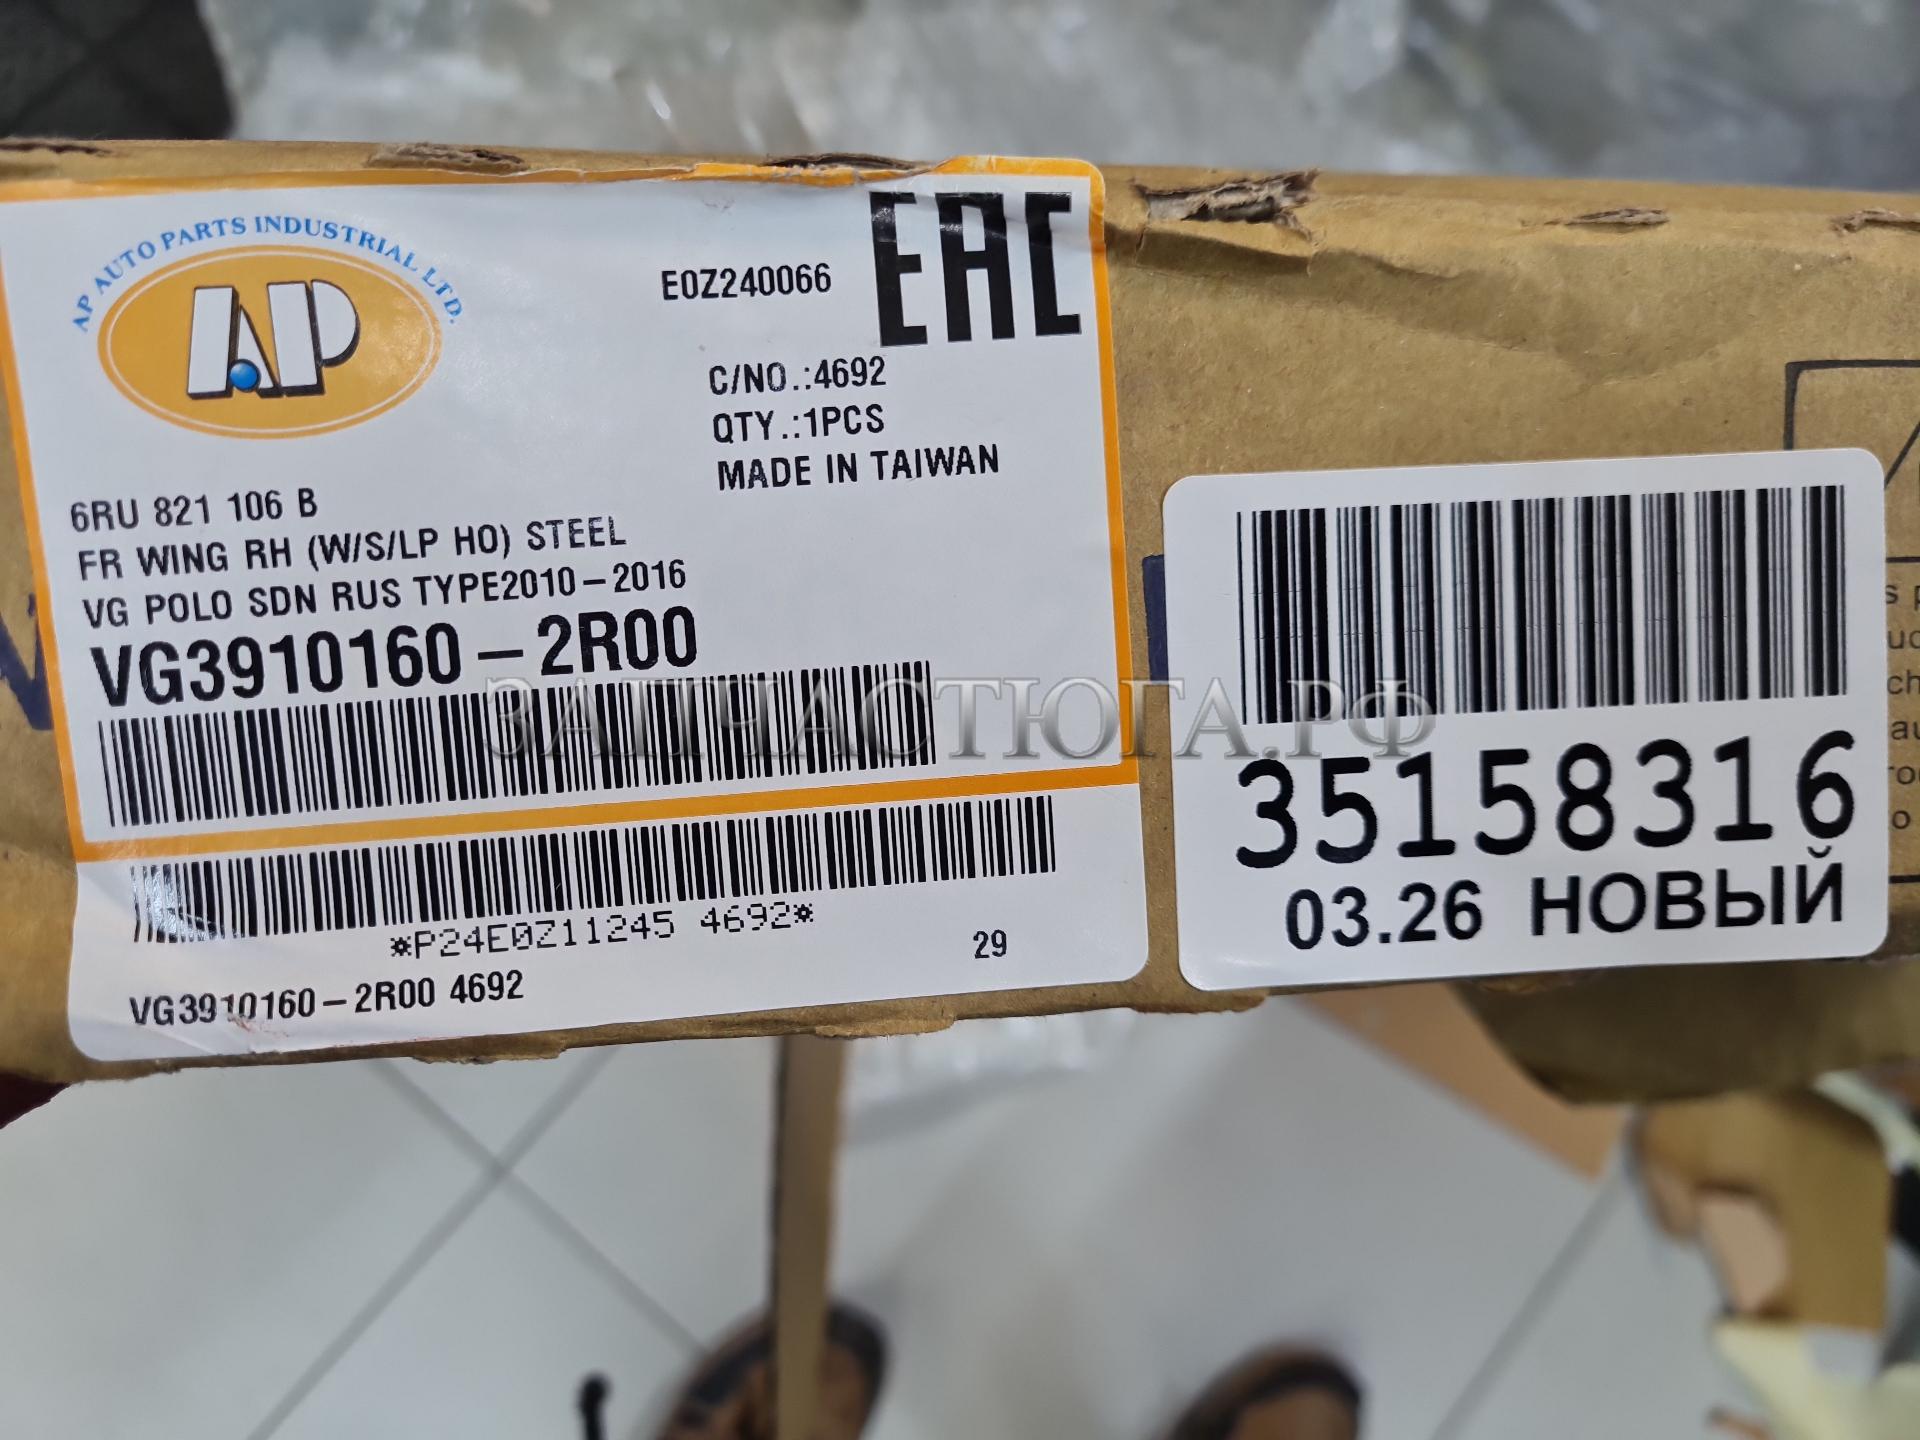 AP AUTO PARTS INDUSTRIAL LTD.
AP
E0Z240066
EAC
C/NO.:4692
QTY.:1PCS
MADE IN TAIWAN
6RU 821 106 B
FR WING RH (W/S/LP HO) STEEL
VG POLO SDN RUS TYPE2010-2016
VG3910160-2R00
ЗАПЧАСТЮГА.РФ
*P24E0Z11245 4692*
29
VG3910160-2R00 4692
35158316
03.26 НОВЫЙ